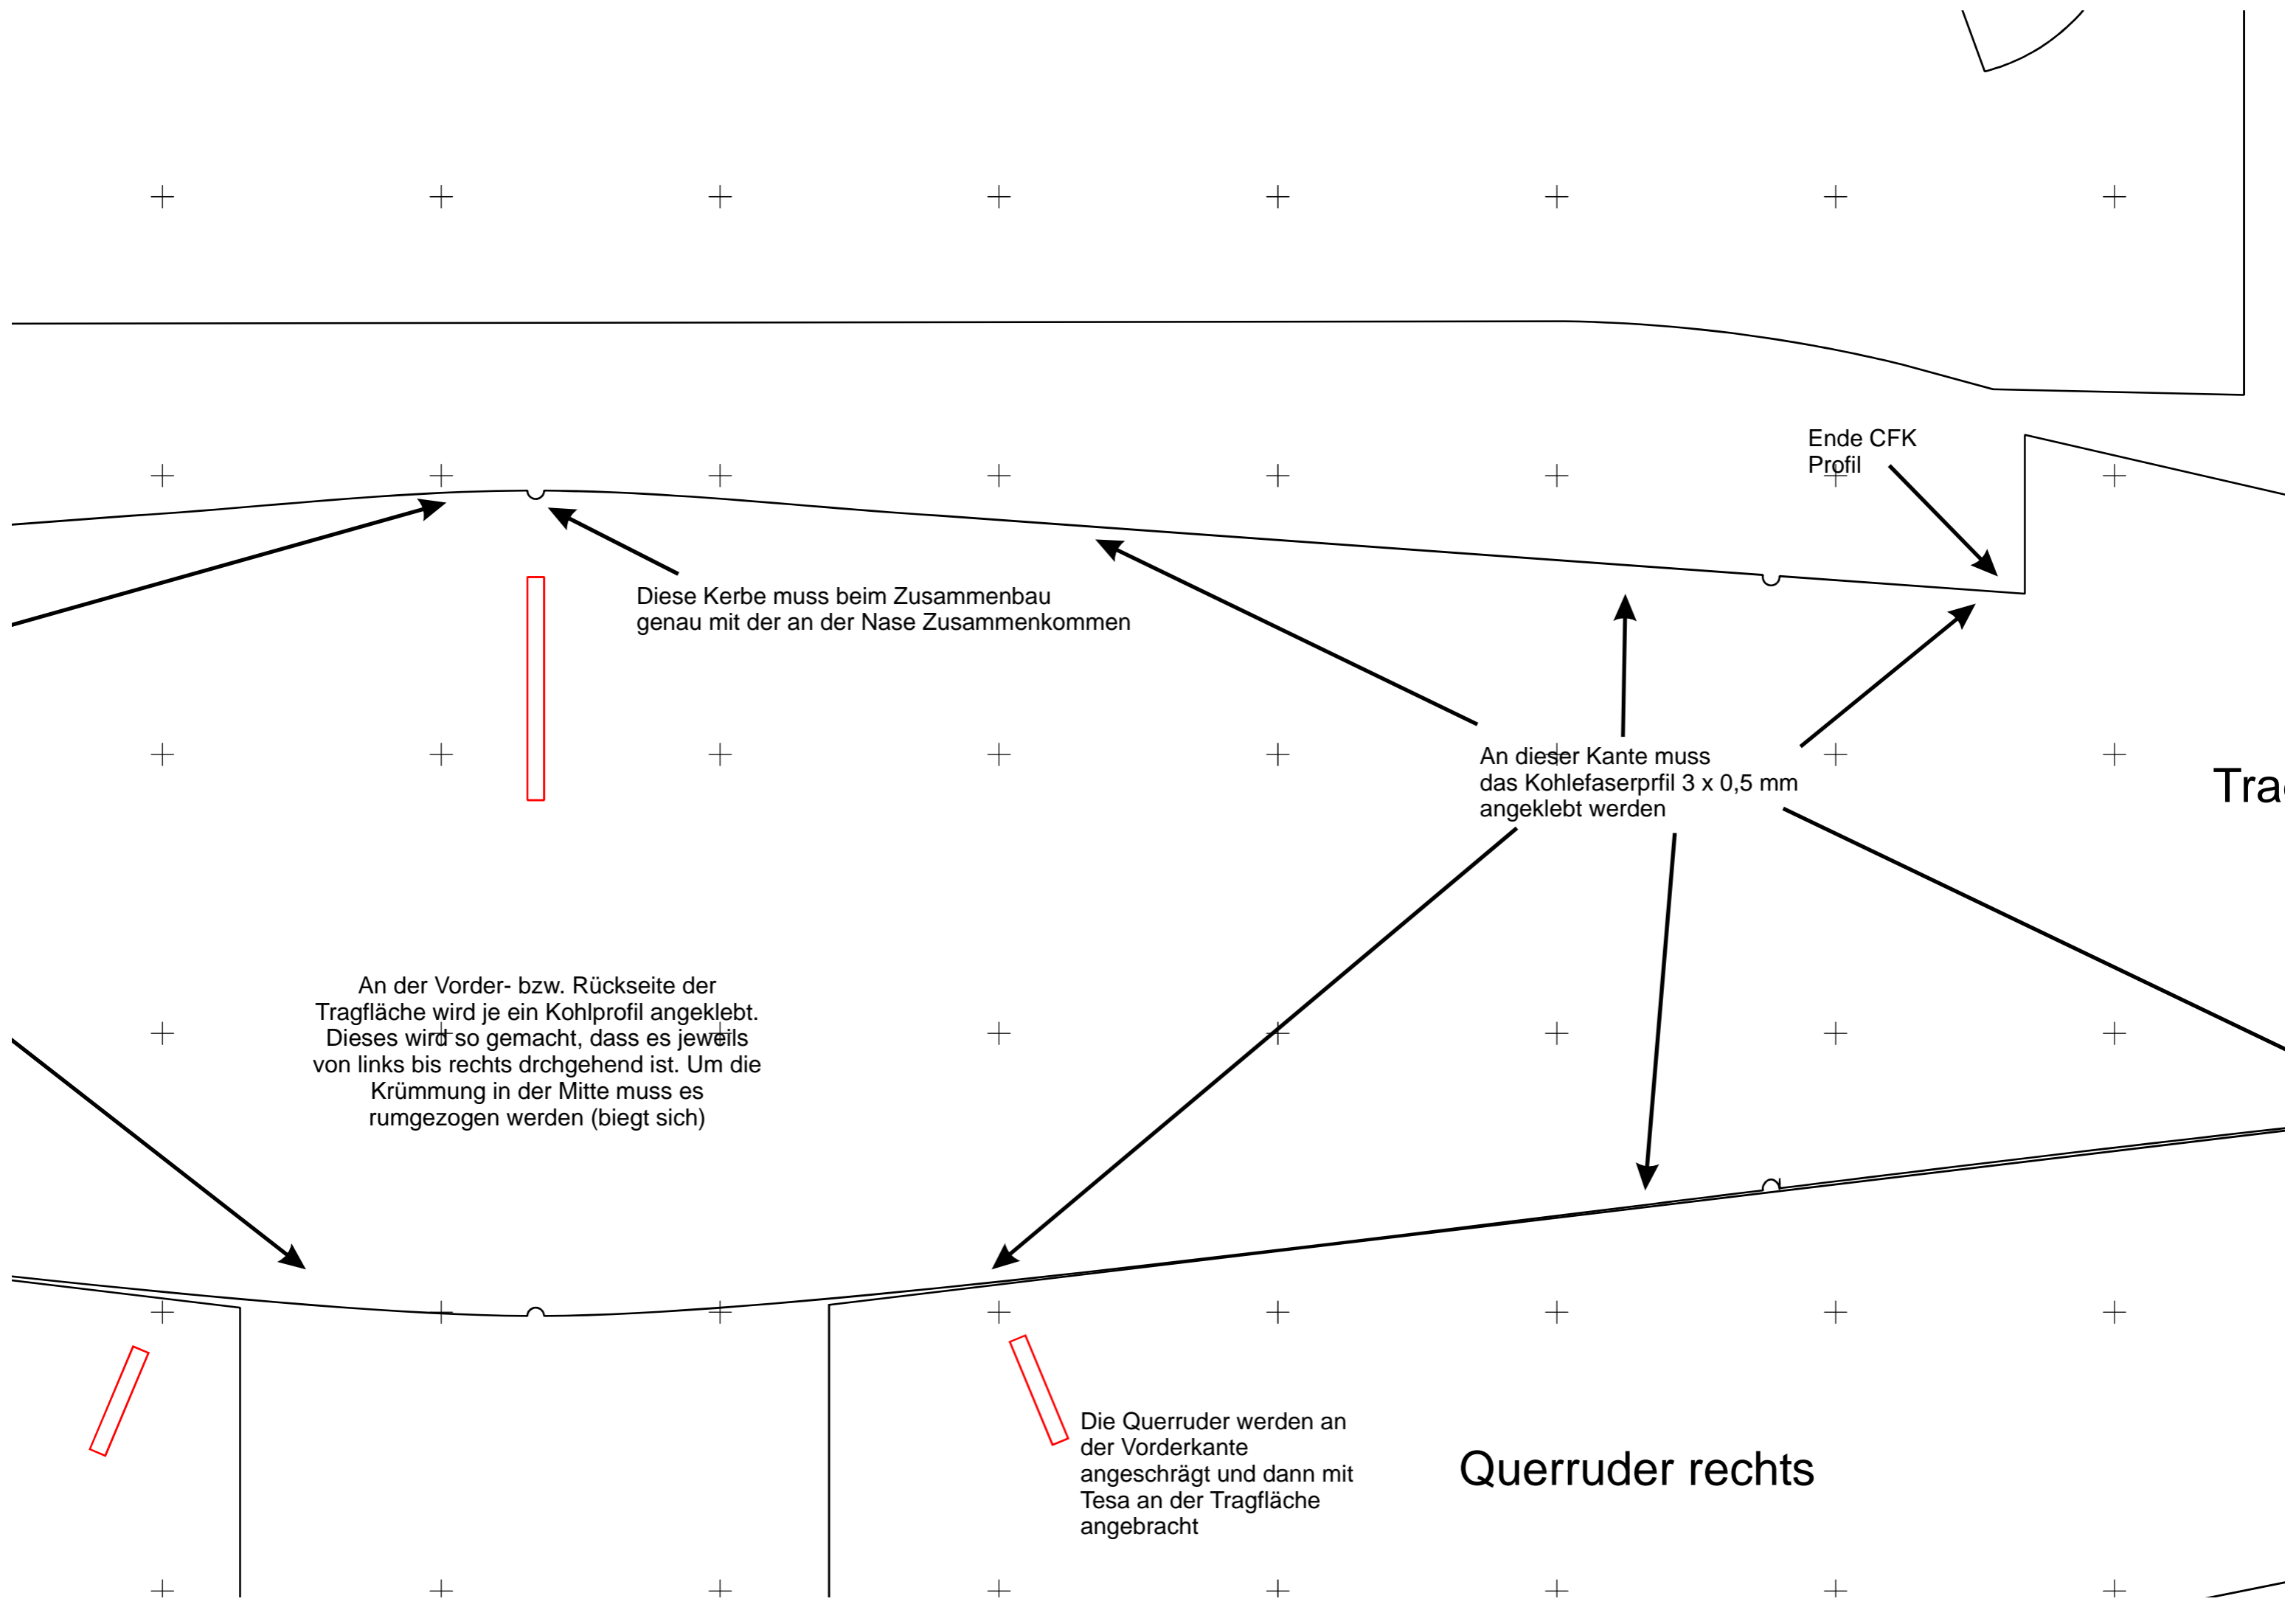 Ende CFK
Profil
Diese Kerbe muss beim Zusammenbau
genau mit der an der Nase Zusammenkommen
An dieser Kante muss
das Kohlefaserprfil 3 x 0,5 mm
angeklebt werden
An der Vorder- bzw. Rückseite der
Tragfläche wird je ein Kohlprofil angeklebt.
Dieses wird so gemacht, dass es jeweils
von links bis rechts drchgehend ist. Um die
Krümmung in der Mitte muss es
rumgezogen werden (biegt sich)
Die Querruder werden an
der Vorderkante
angeschrägt und dann mit
Tesa an der Tragfläche
angebracht
Querruder rechts